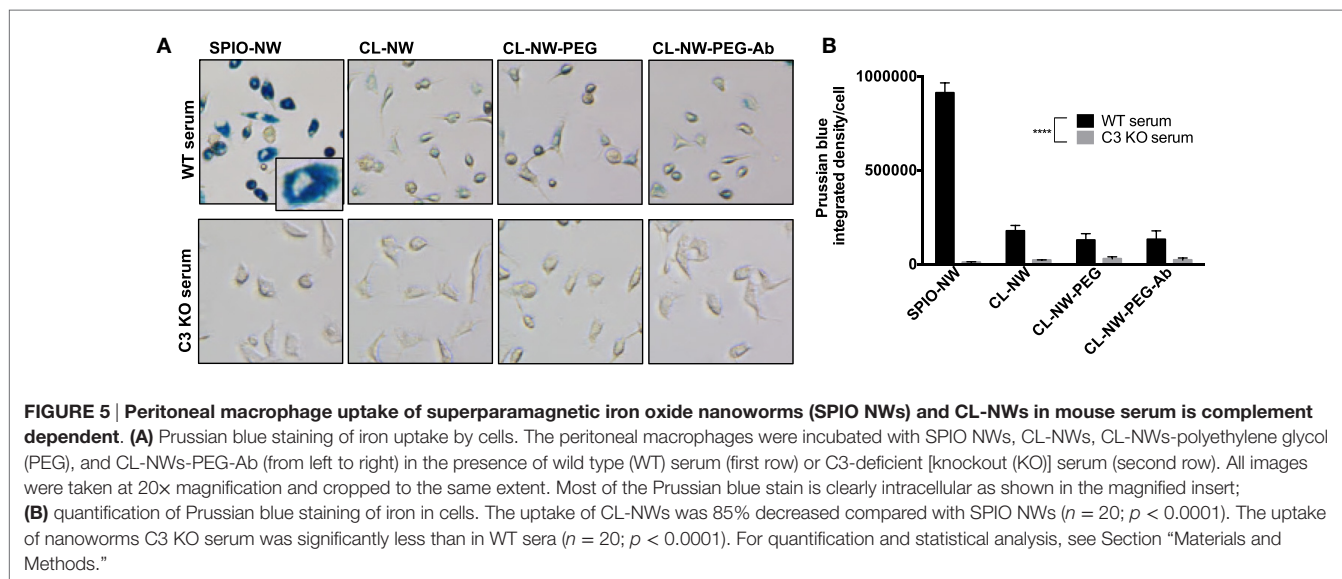 A
SPIO-NW
CL-NW
CL-NW-PEG
CL-NW-PEG-Ab
WT serum
C3 KO serum
B
Prussian blue
integrated density/cell
1000000
500000
0
WT serum
C3 KO serum
****
SPIO-NW
CL-NW
CL-NW-PEG
CL-NW-PEG-Ab
FIGURE 5 | Peritoneal macrophage uptake of superparamagnetic iron oxide nanoworms (SPIO NWs) and CL-NWs in mouse serum is complement
dependent. (A) Prussian blue staining of iron uptake by cells. The peritoneal macrophages were incubated with SPIO NWs, CL-NWs, CL-NWs-polyethylene glycol
(PEG), and CL-NWs-PEG-Ab (from left to right) in the presence of wild type (WT) serum (first row) or C3-deficient [knockout (KO)] serum (second row). All images
were taken at 20× magnification and cropped to the same extent. Most of the Prussian blue stain is clearly intracellular as shown in the magnified insert;
(B) quantification of Prussian blue staining of iron in cells. The uptake of CL-NWs was 85% decreased compared with SPIO NWs (n = 20; p < 0.0001). The uptake
of nanoworms C3 KO serum was significantly less than in WT sera (n = 20; p < 0.0001). For quantification and statistical analysis, see Section “Materials and
Methods.”